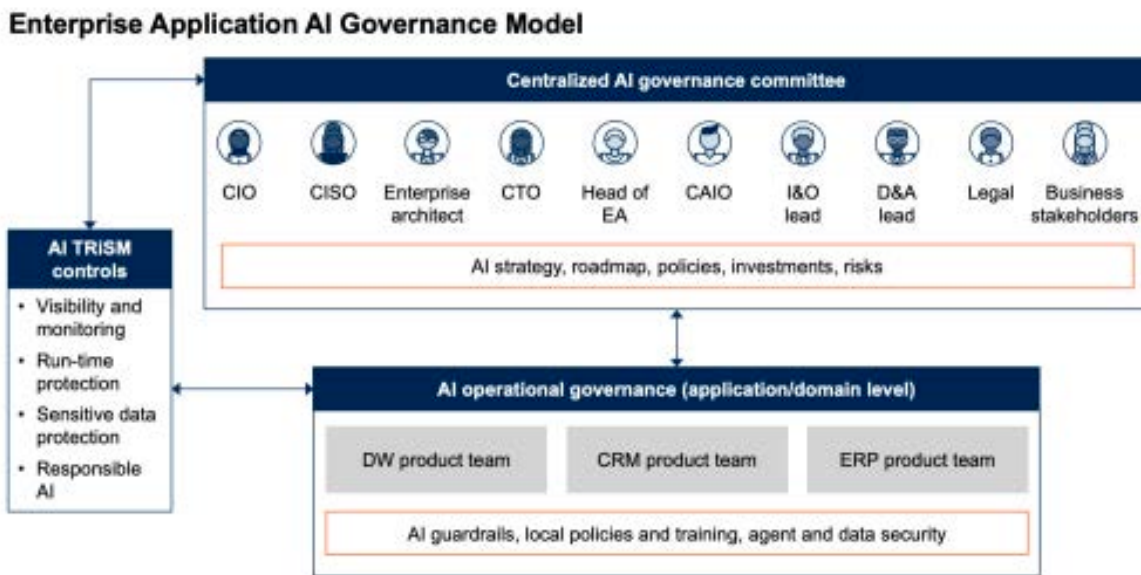 Enterprise Application AI Governance Model
Centralized AI governance committee
CIO
CISO
Enterprise
architect
CTO
Head of
EA
CAIO
I&O
lead
D&A
lead
Legal
Business
stakeholders
AI strategy, roadmap, policies, investments, risks
AI TRiSM
controls
• Visibility and
monitoring
• Run-time
protection
• Sensitive data
protection
• Responsible
AI
AI operational governance (application/domain level)
DW product team
CRM product team
ERP product team
AI guardrails, local policies and training, agent and data security